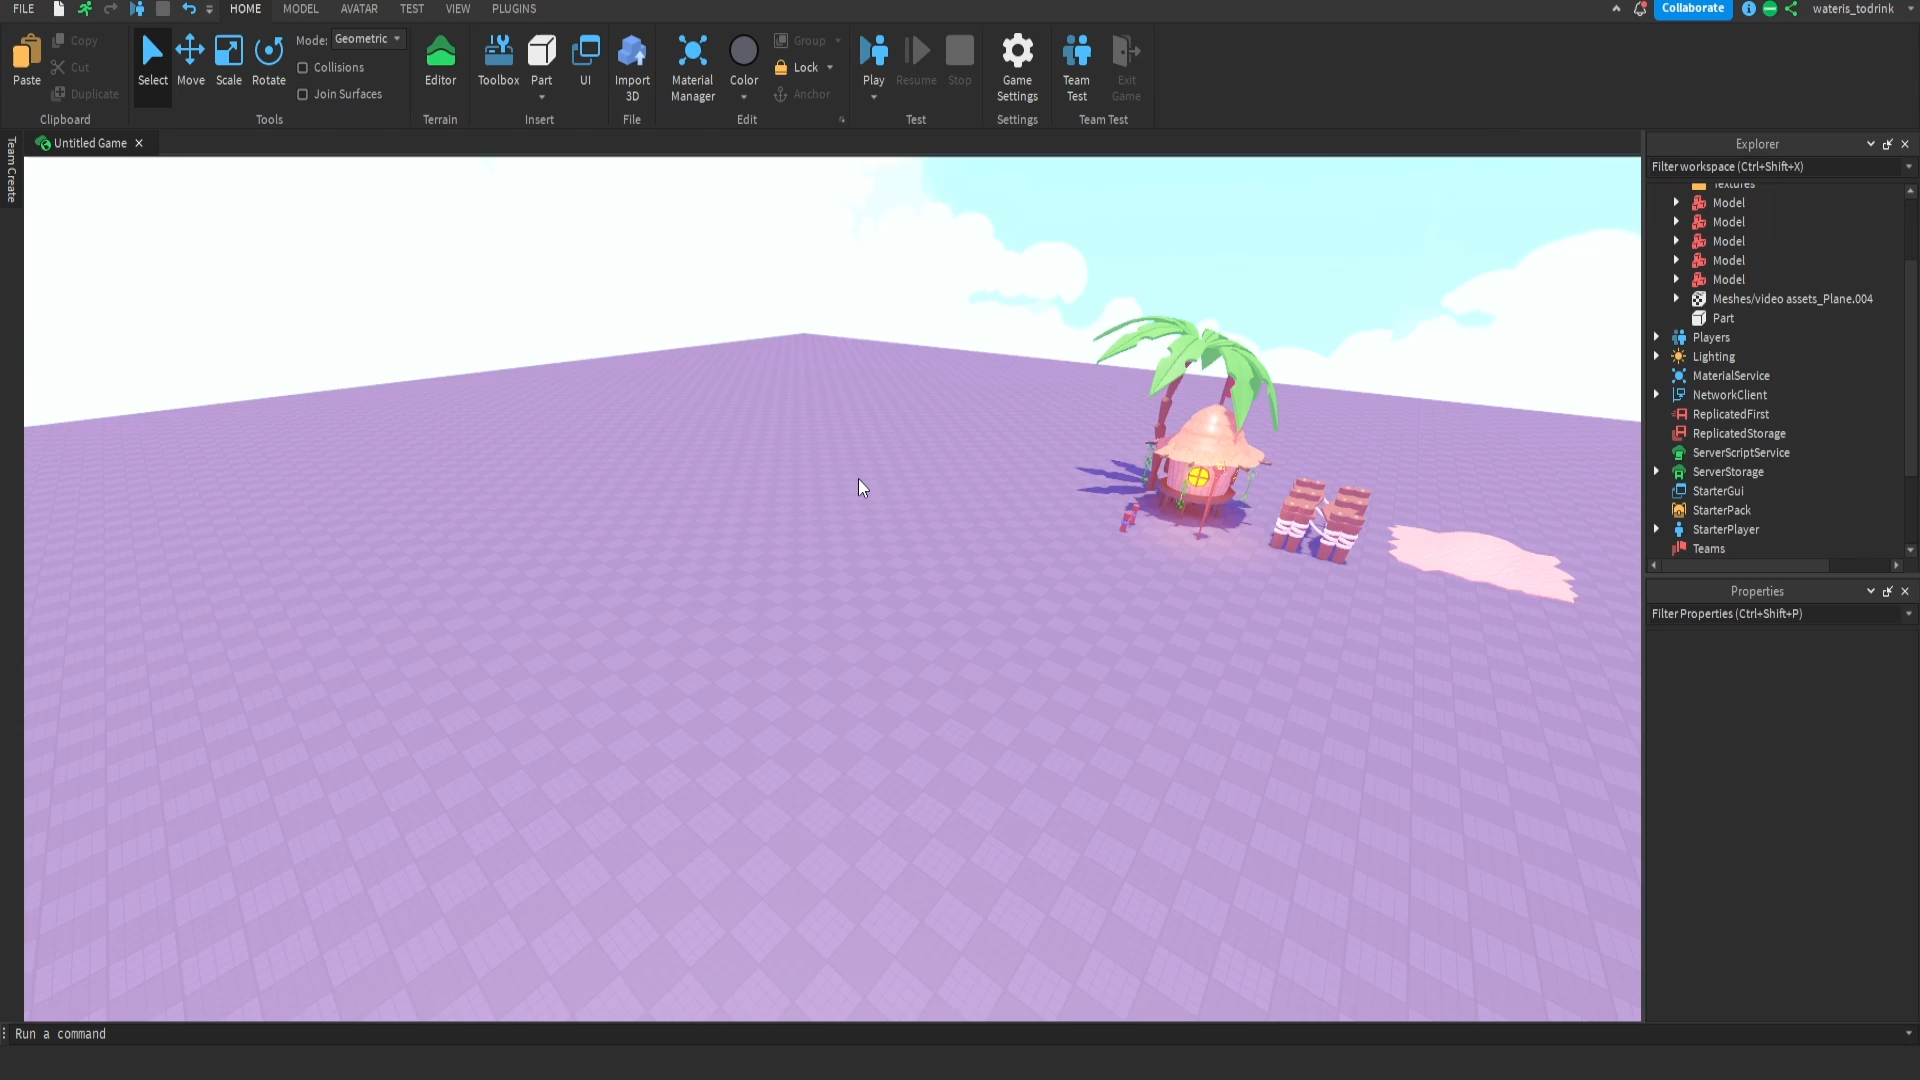 FILE HOME MODEL AVATAR TEST VIEW PLUGINS Collaborate wateris_todrink
Paste Copy Cut Duplicate
Clipboard
Select Move Scale Rotate
Mode: Geometric
Collisions
Join Surfaces
Tools
Editor
Terrain
Toolbox Part UI
Insert
Import 3D
File
Material Manager Color
Group
Lock
Anchor
Edit
Play Resume Stop
Test
Game Settings
Settings
Team Test
Exit Game
Team Test
Team Create
Untitled Game
Explorer
Filter workspace (Ctrl+Shift+X)
Textures
Model
Model
Model
Model
Model
Meshes/video assets_Plane.004
Part
Players
Lighting
MaterialService
NetworkClient
ReplicatedFirst
ReplicatedStorage
ServerScriptService
ServerStorage
StarterGui
StarterPack
StarterPlayer
Teams
Properties
Filter Properties (Ctrl+Shift+P)
Run a command